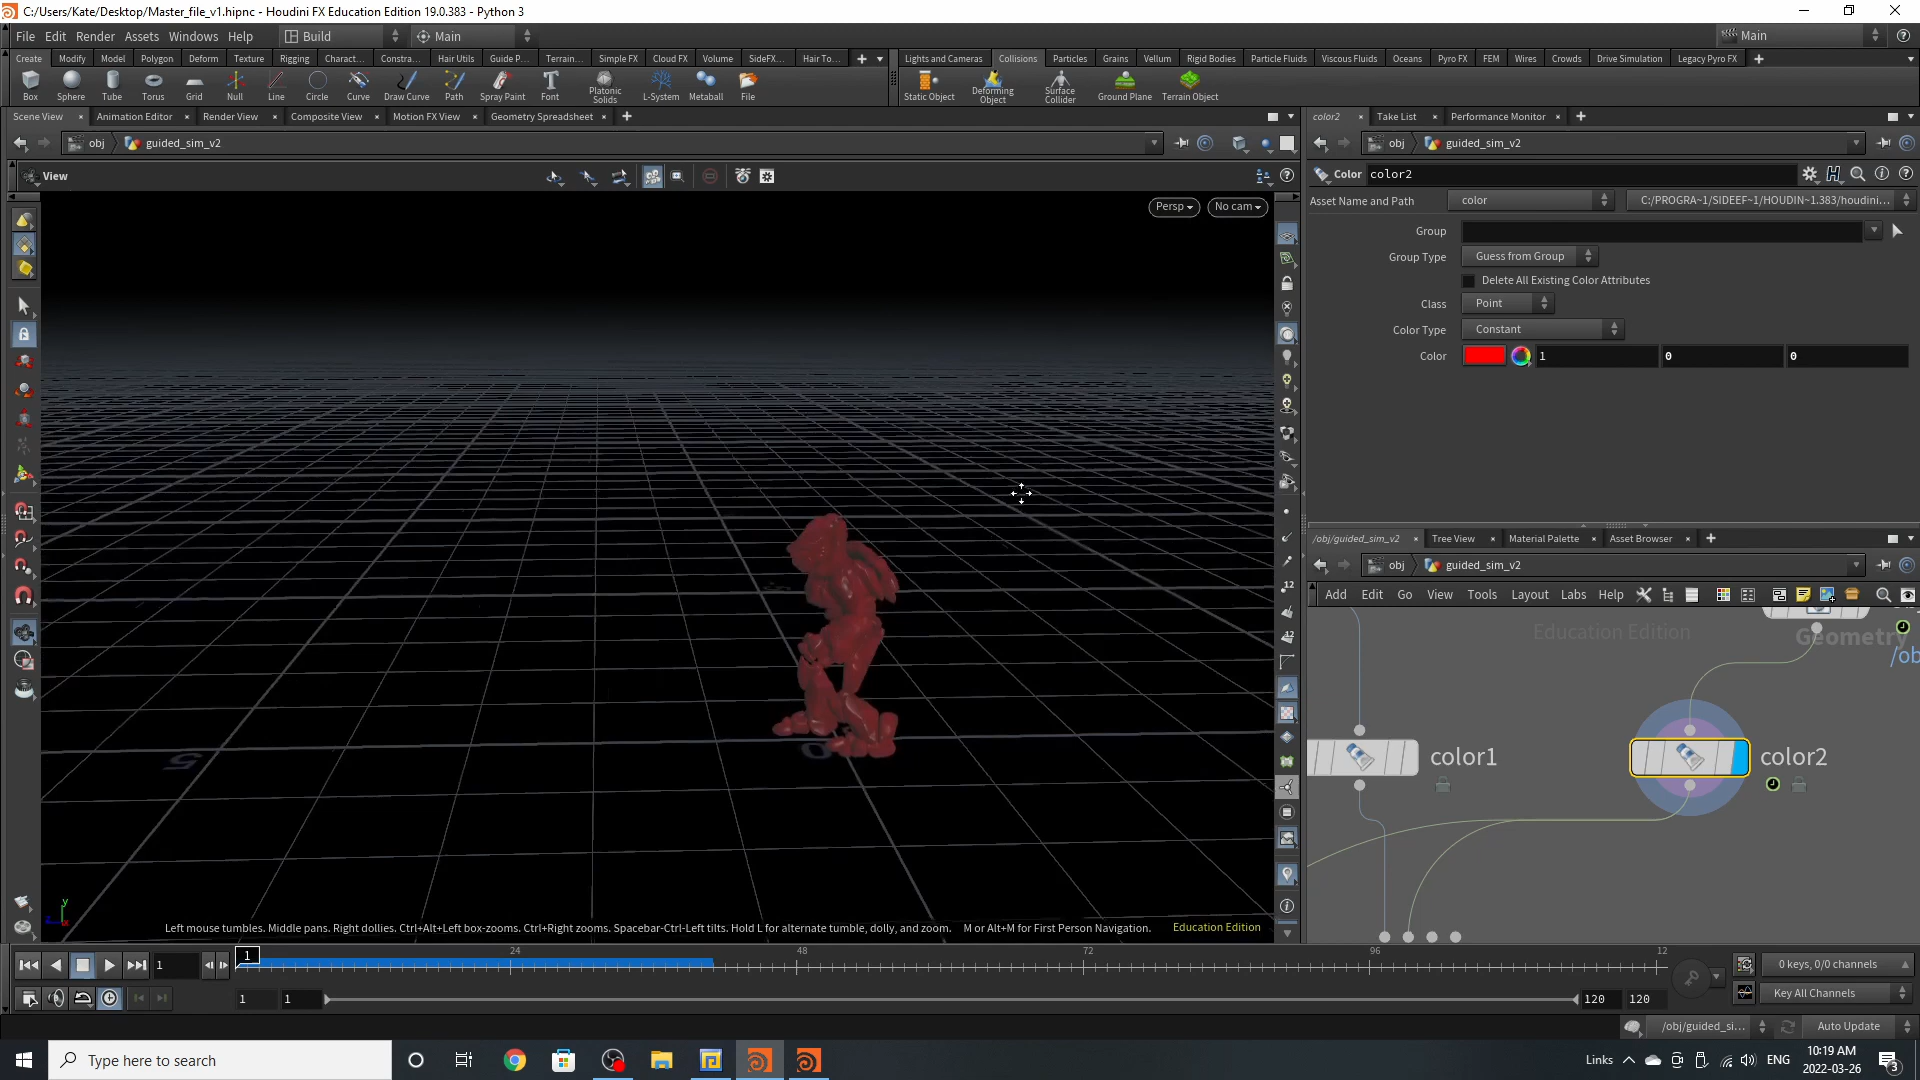 C:/Users/Kate/Desktop/Master_file_v1.hipnc - Houdini FX Education Edition 19.0.383 - Python 3
File Edit Render Assets Windows Help Build Main Main
Create Modify Model Polygon Deform Texture Rigging Charact... Constra... Hair Utils Guide P... Terrain... Simple FX Cloud FX Volume SideFX... Hair To... Lights and Cameras Collisions Particles Grains Vellum Rigid Bodies Particle Fluids Viscous Fluids Oceans Pyro FX FEM Wires Crowds Drive Simulation Legacy Pyro FX
Box Sphere Tube Torus Grid Null Line Circle Curve Draw Curve Path Spray Paint Font Platonic Solids L-System Metaball File Static Object Deforming Object Surface Collider Ground Plane Terrain Object
Scene View Animation Editor Render View Composite View Motion FX View Geometry Spreadsheet
obj guided_sim_v2
View
Persp No cam
5
0
Left mouse tumbles. Middle pans. Right dollies. Ctrl+Alt+Left box-zooms. Ctrl+Right zooms. Spacebar-Ctrl-Left tilts. Hold L for alternate tumble, dolly, and zoom. M or Alt+M for First Person Navigation. Education Edition
y
z
12
12
color2 Take List Performance Monitor
obj guided_sim_v2
Color color2
Asset Name and Path color C:/PROGRA~1/SIDEEF~1/HOUDIN~1.383/houdini...
Group
Group Type Guess from Group
Delete All Existing Color Attributes
Class Point
Color Type Constant
Color 1 0 0
/obj/guided_sim_v2 Tree View Material Palette Asset Browser
obj guided_sim_v2
Add Edit Go View Tools Layout Labs Help
Education Edition
Geometry
/ob
color1
color2
1 1 24 48 72 96 12
0 keys, 0/0 channels
1 1 120 120
Key All Channels
/obj/guided_si... Auto Update
Type here to search
Links ENG 10:19 AM
2022-03-26
3